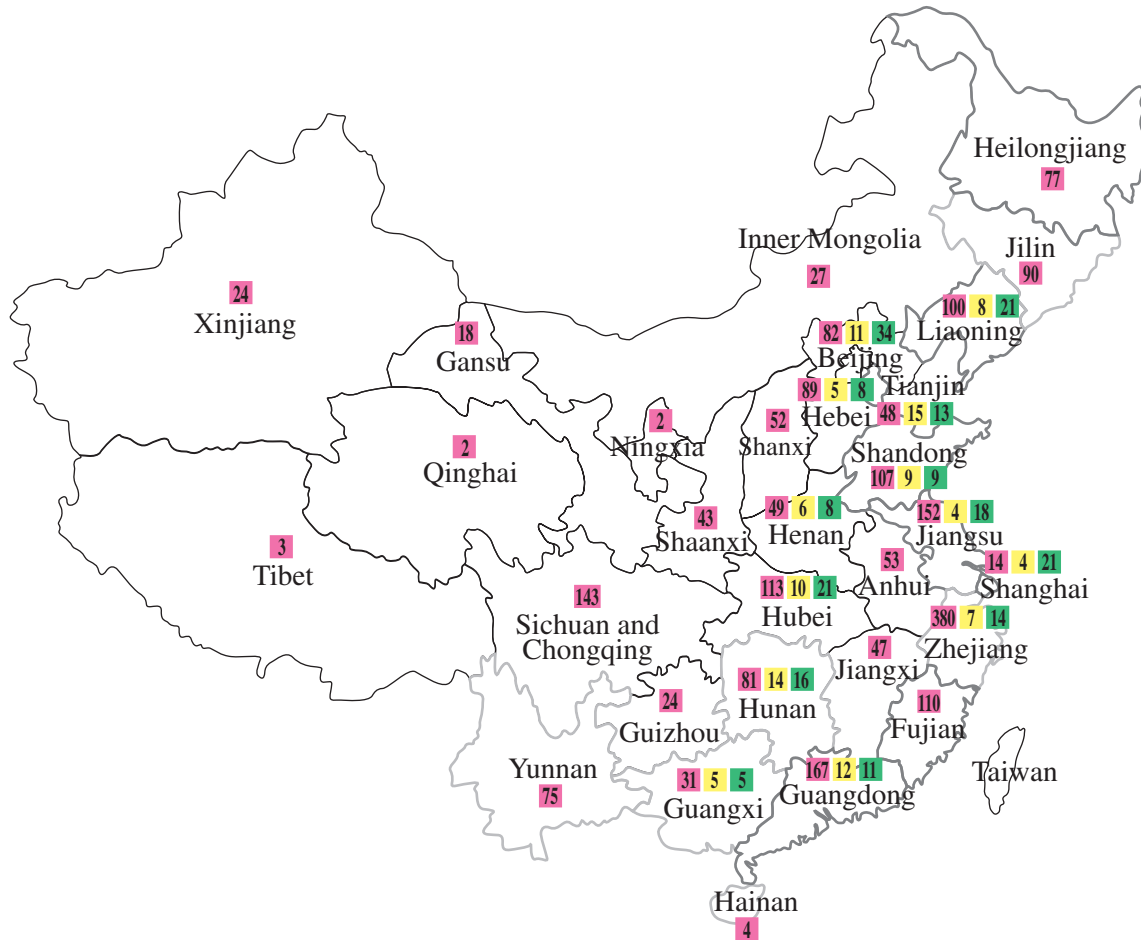 Heilongjiang
77
Inner Mongolia
27
Jilin
90
24
Xinjiang
18
Gansu
100 8 21
Liaoning
82 11 34
Beijing
Tianjin
48 15 13
89 5 8
Hebei
2
Ningxia
52
Shanxi
2
Qinghai
Shandong
107 9 9
43
Shaanxi
49 6 8
Henan
152 4 18
Jiangsu
3
Tibet
53
Anhui
14 4 21
Shanghai
143
Sichuan and
Chongqing
113 10 21
Hubei
380 7 14
Zhejiang
47
Jiangxi
81 14 16
Hunan
24
Guizhou
110
Fujian
Yunnan
75
31 5 5
Guangxi
167 12 11
Guangdong
Taiwan
Hainan
4